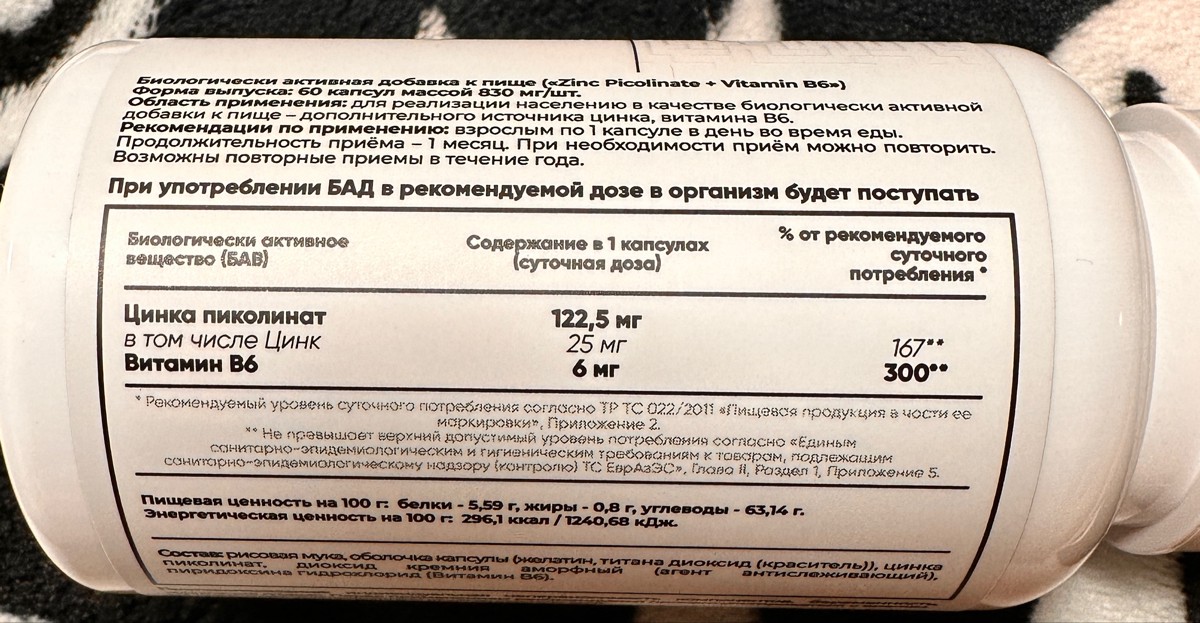 Биологически активная добавка к пище («Zinc Picolinate + Vitamin B6»)
Форма выпуска: 60 капсул массой 830 мг/шт.
Область применения: для реализации населению в качестве биологически активной
добавки к пище – дополнительного источника цинка, витамина В6.
Рекомендации по применению: взрослым по 1 капсуле в день во время еды.
Продолжительность приёма – 1 месяц. При необходимости приём можно повторить.
Возможны повторные приемы в течение года.
При употреблении БАД в рекомендуемой дозе в организм будет поступать
Биологически активное вещество (БАВ)
Содержание в 1 капсулах (суточная доза)
% от рекомендуемого суточного потребления *
Цинка пиколинат 122,5 мг
в том числе Цинк 25 мг 167**
Витамин В6 6 мг 300**
* Рекомендуемый уровень суточного потребления согласно ТР ТС 022/2011 «Пищевая продукция в части ее
маркировки», Приложение 2.
** Не превышает верхний допустимый уровень потребления согласно «Единым
санитарно-эпидемиологическим и гигиеническим требованиям к товарам, подлежащим
санитарно-эпидемиологическому надзору (контролю) ТС ЕврАзЭС», Глава II, Раздел 1, Приложение 5.
Пищевая ценность на 100 г: белки - 5,59 г, жиры - 0,8 г, углеводы - 63,14 г.
Энергетическая ценность на 100 г: 296,1 ккал / 1240,68 кДж.
Состав: рисовая мука, оболочка капсулы (желатин, титана диоксид (краситель)), цинка
пиколинат, диоксид кремния аморфный (агент антислеживающий),
пиридоксина гидрохлорид (Витамин В6).